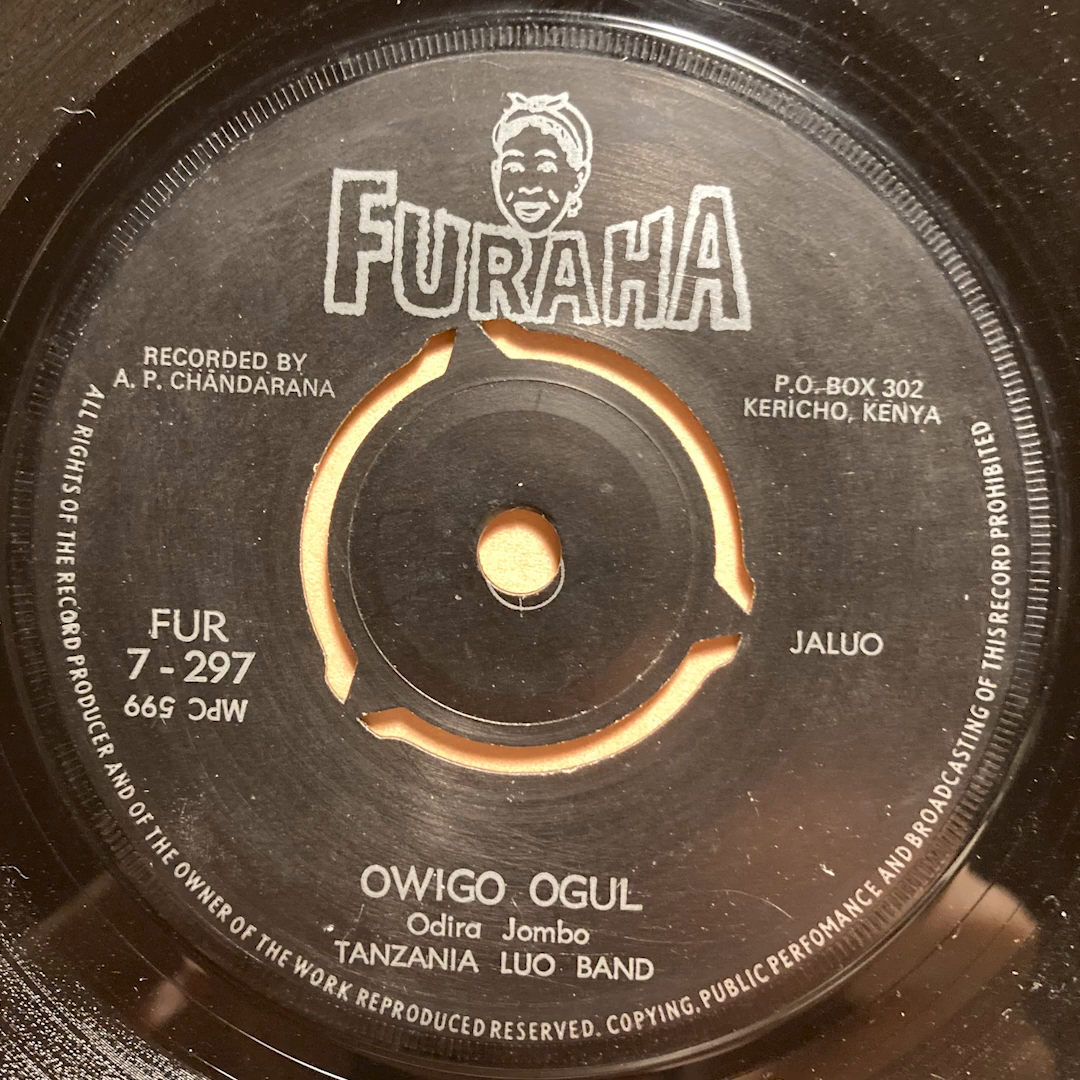 FURAHA
RECORDED BY
A. P. CHANDARANA
P.O. BOX 302
KERICHO, KENYA
FUR
7 - 297
MPC 599
JALUO
OWIGO OGUL
Odira Jombo
TANZANIA LUO BAND
ALL RIGHTS OF THE RECORD PRODUCER AND OF THE OWNER OF THE WORK REPRODUCED RESERVED. COPYING, PUBLIC PERFOMANCE AND BROADCASTING OF THIS RECORD PROHIBITED